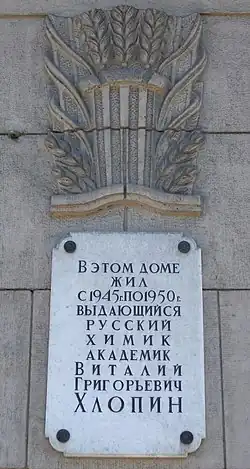 В ЭТОМ ДОМЕ
ЖИЛ
С 1945 г. ПО 1950 г.
ВЫДАЮЩИЙСЯ
РУССКИЙ
ХИМИК
АКАДЕМИК
ВИТАЛИЙ
ГРИГОРЬЕВИЧ
ХЛОПИН